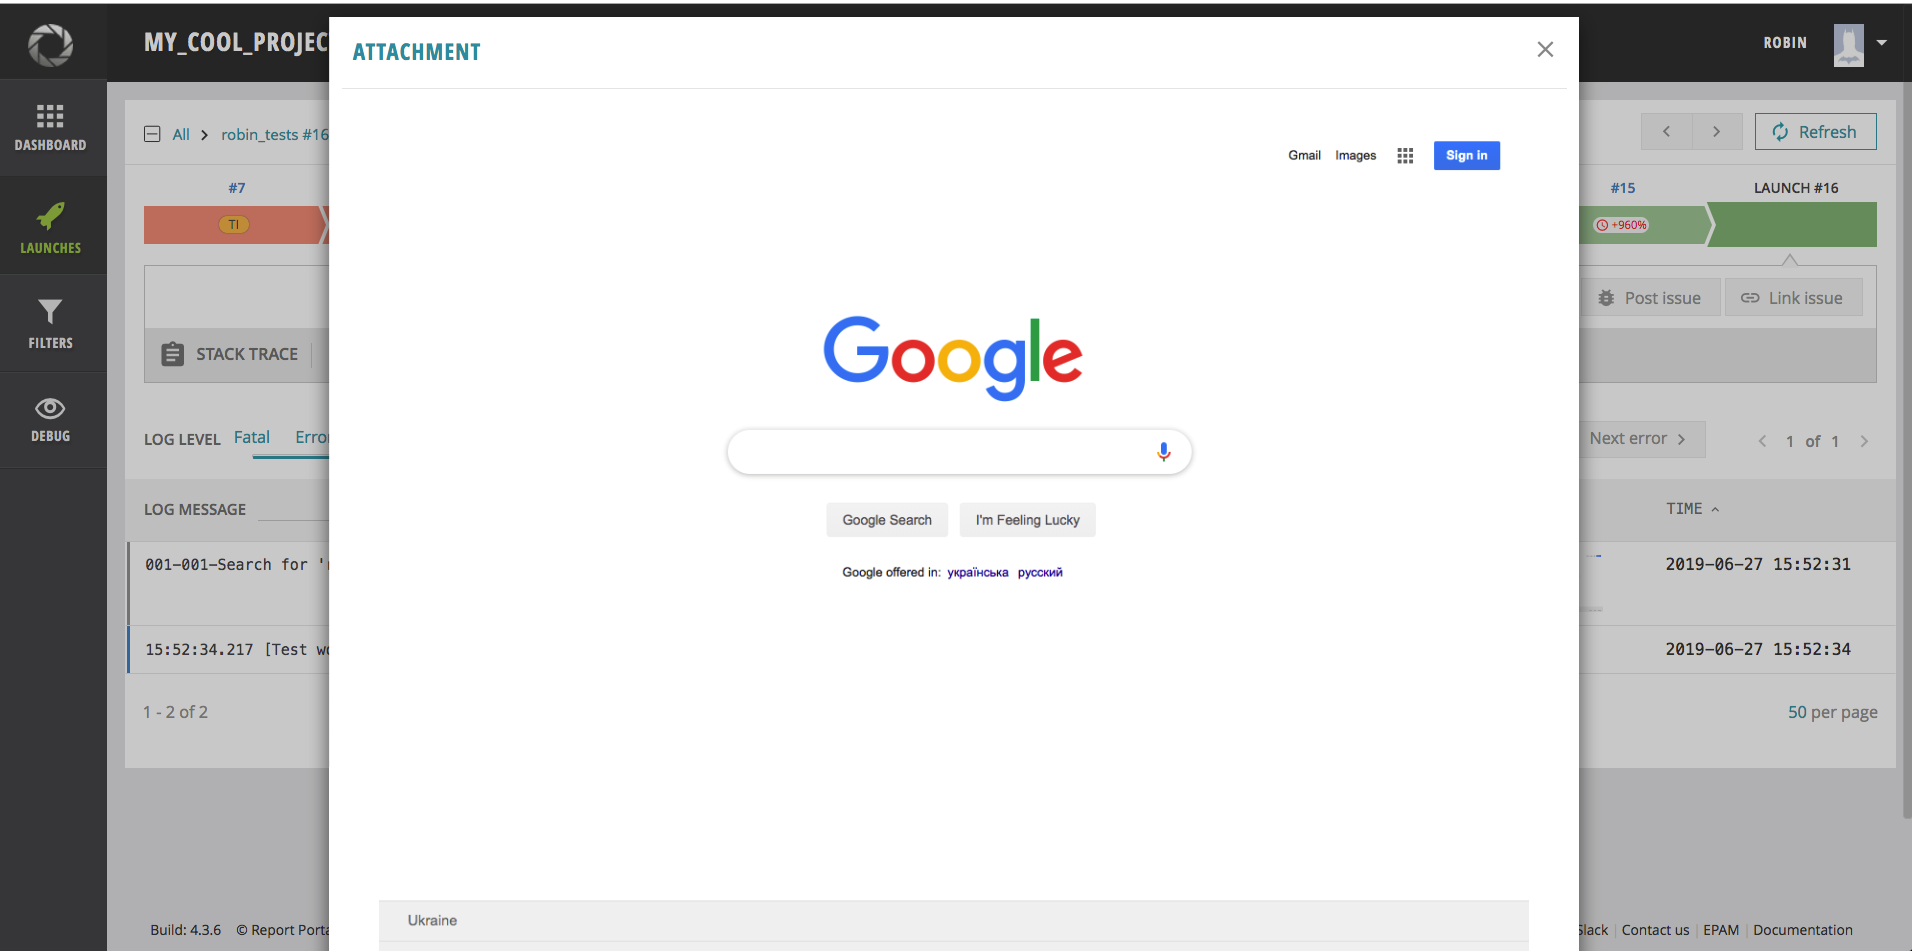 MY_COOL_PROJEC
ROBIN
DASHBOARD
LAUNCHES
FILTERS
DEBUG
ATTACHMENT
All robin_tests #16
Refresh
#7
TI
#15
+960%
LAUNCH #16
Post issue
Link issue
STACK TRACE
LOG LEVEL Fatal Erro
Next error
1 of 1
LOG MESSAGE
TIME
001-001-Search for '
2019-06-27 15:52:31
15:52:34.217 [Test wo
2019-06-27 15:52:34
1 - 2 of 2
50 per page
Gmail Images Sign in
Google
Google Search
I'm Feeling Lucky
Google offered in: українська русский
Ukraine
Build: 4.3.6 © Report Porta
Slack Contact us EPAM Documentation